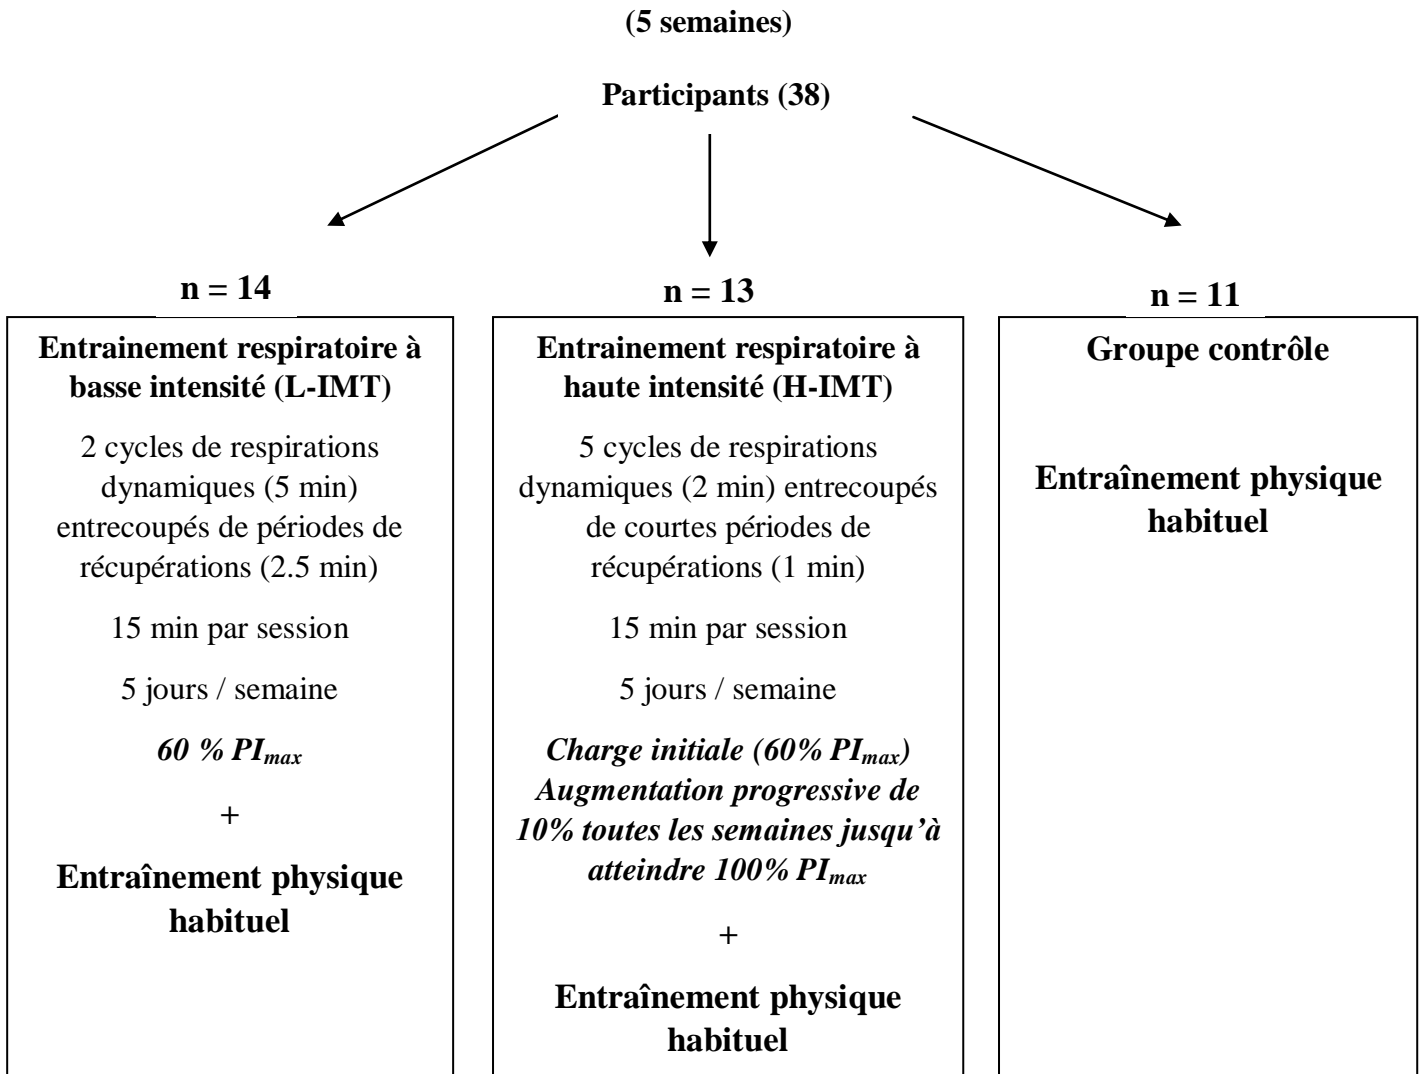 (5 semaines)
Participants (38)
n = 14
Entrainement respiratoire à
basse intensité (L-IMT)
2 cycles de respirations
dynamiques (5 min)
entrecoupés de périodes de
récupérations (2.5 min)
15 min par session
5 jours / semaine
60 % PImax
+
Entraînement physique
habituel
n = 13
Entrainement respiratoire à
haute intensité (H-IMT)
5 cycles de respirations
dynamiques (2 min) entrecoupés
de courtes périodes de
récupérations (1 min)
15 min par session
5 jours / semaine
Charge initiale (60% PImax)
Augmentation progressive de
10% toutes les semaines jusqu’à
atteindre 100% PImax
+
Entraînement physique
habituel
n = 11
Groupe contrôle
Entraînement physique
habituel